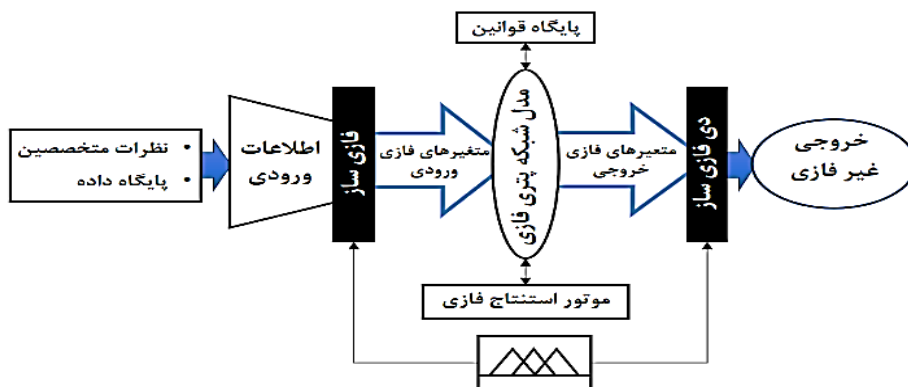 پایگاه قوانین
• نظرات متخصصین
• پایگاه داده
اطلاعات
ورودی
فازی ساز
متغیرهای فازی
ورودی
مدل شبکه پتری فازی
متعیرهای فازی
خروجی
دی فازی ساز
خروجی
غیر فازی
موتور استنتاج فازی